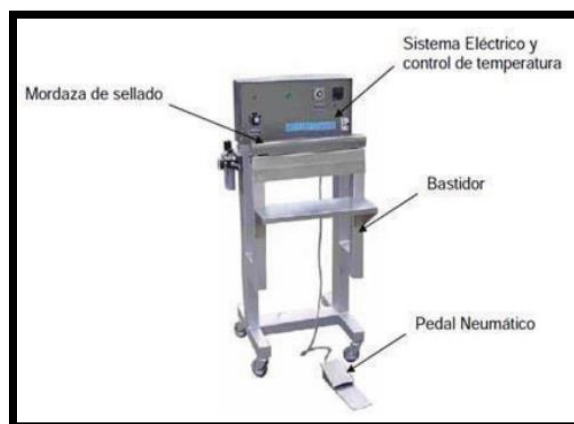 Sistema Eléctrico y
control de temperatura
Mordaza de sellado
Bastidor
Pedal Neumático